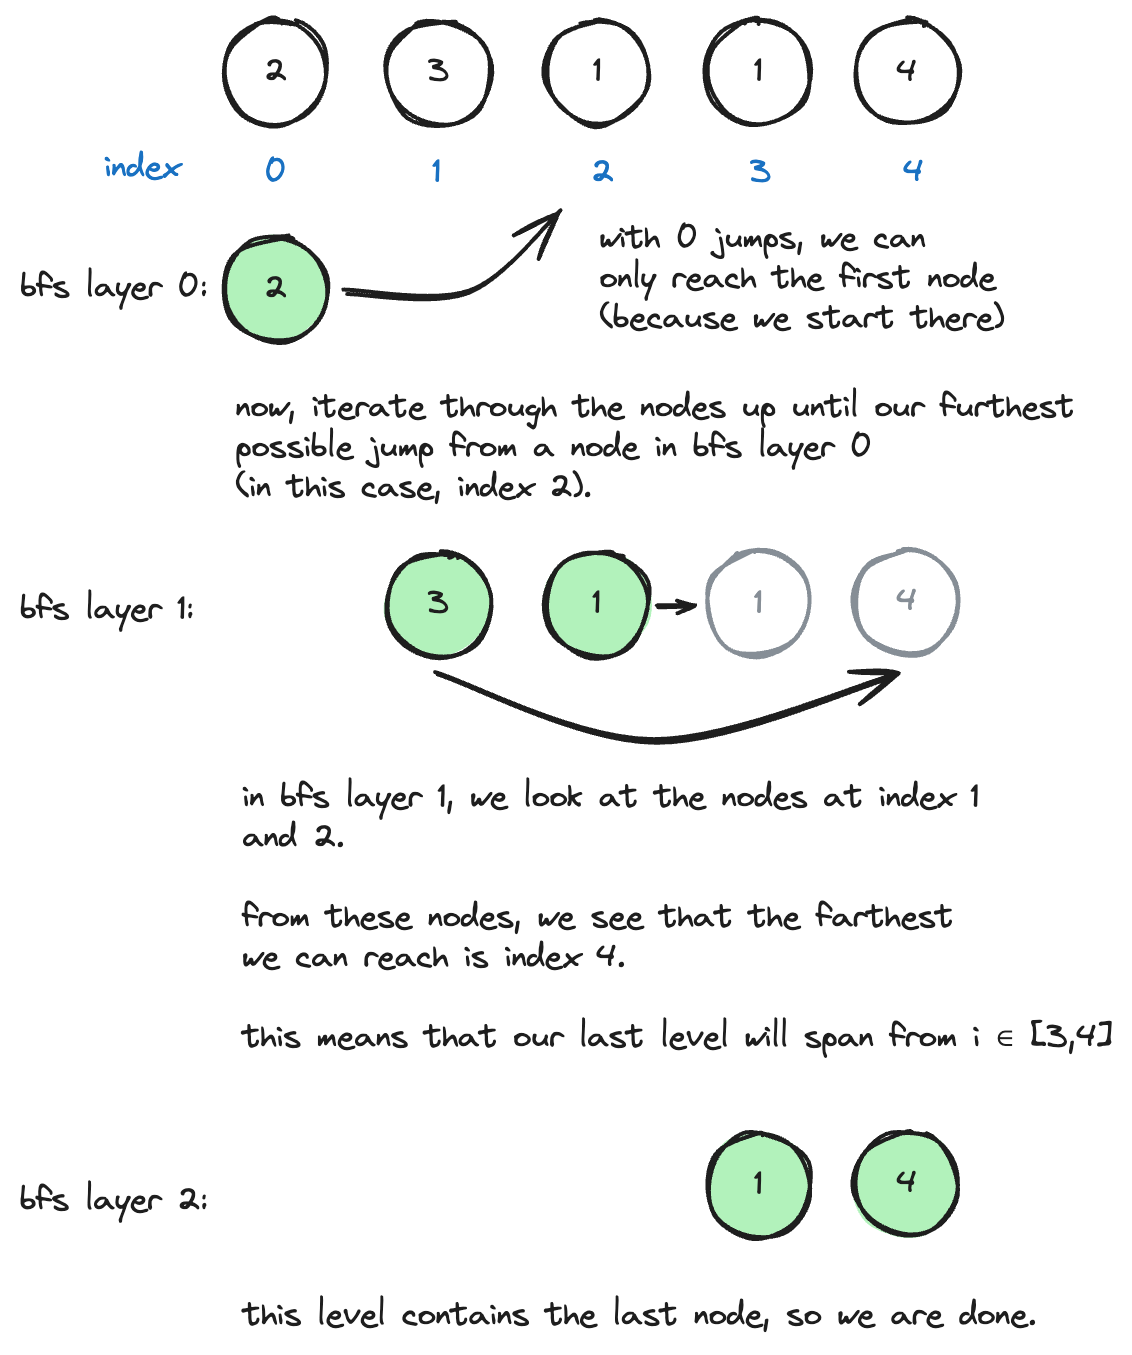 2 3 1 1 4
index 0 1 2 3 4
with 0 jumps, we can
only reach the first node
(because we start there)
bfs layer 0: 2
now, iterate through the nodes up until our furthest
possible jump from a node in bfs layer 0
(in this case, index 2).
bfs layer 1: 3 1 1 4
in bfs layer 1, we look at the nodes at index 1
and 2.
from these nodes, we see that the farthest
we can reach is index 4.
this means that our last level will span from i ∈ [3,4]
bfs layer 2: 1 4
this level contains the last node, so we are done.